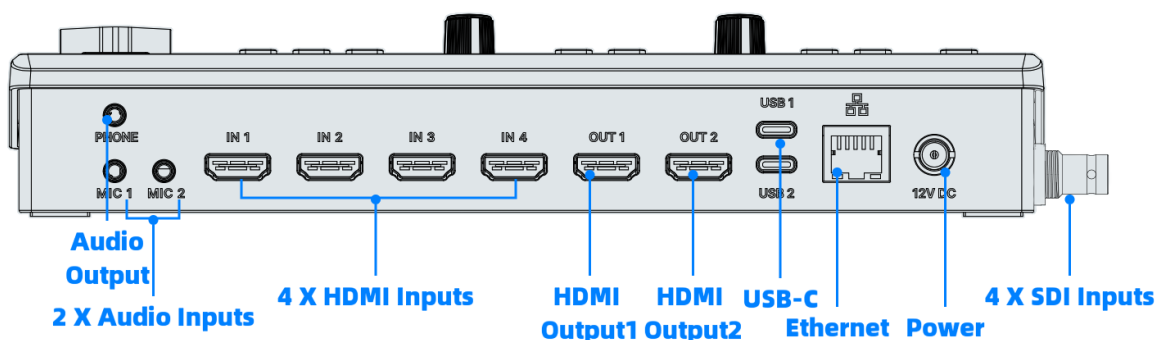 USB 1
PHONE
IN 1 IN 2 IN 3 IN 4 OUT 1 OUT 2
MIC 1 MIC 2
USB 2
12V DC
Audio
Output
2 X Audio Inputs
4 X HDMI Inputs
HDMI
Output1
HDMI
Output2
USB-C
Ethernet
Power
4 X SDI Inputs